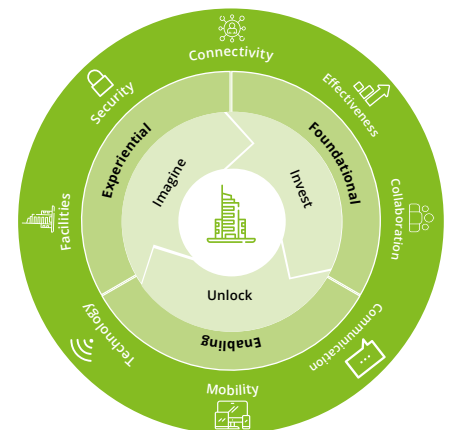 Connectivity
Effectiveness
Collaboration
Communication
Mobility
Technology
Facilities
Security
Experiential
Foundational
Enabling
Imagine
Invest
Unlock